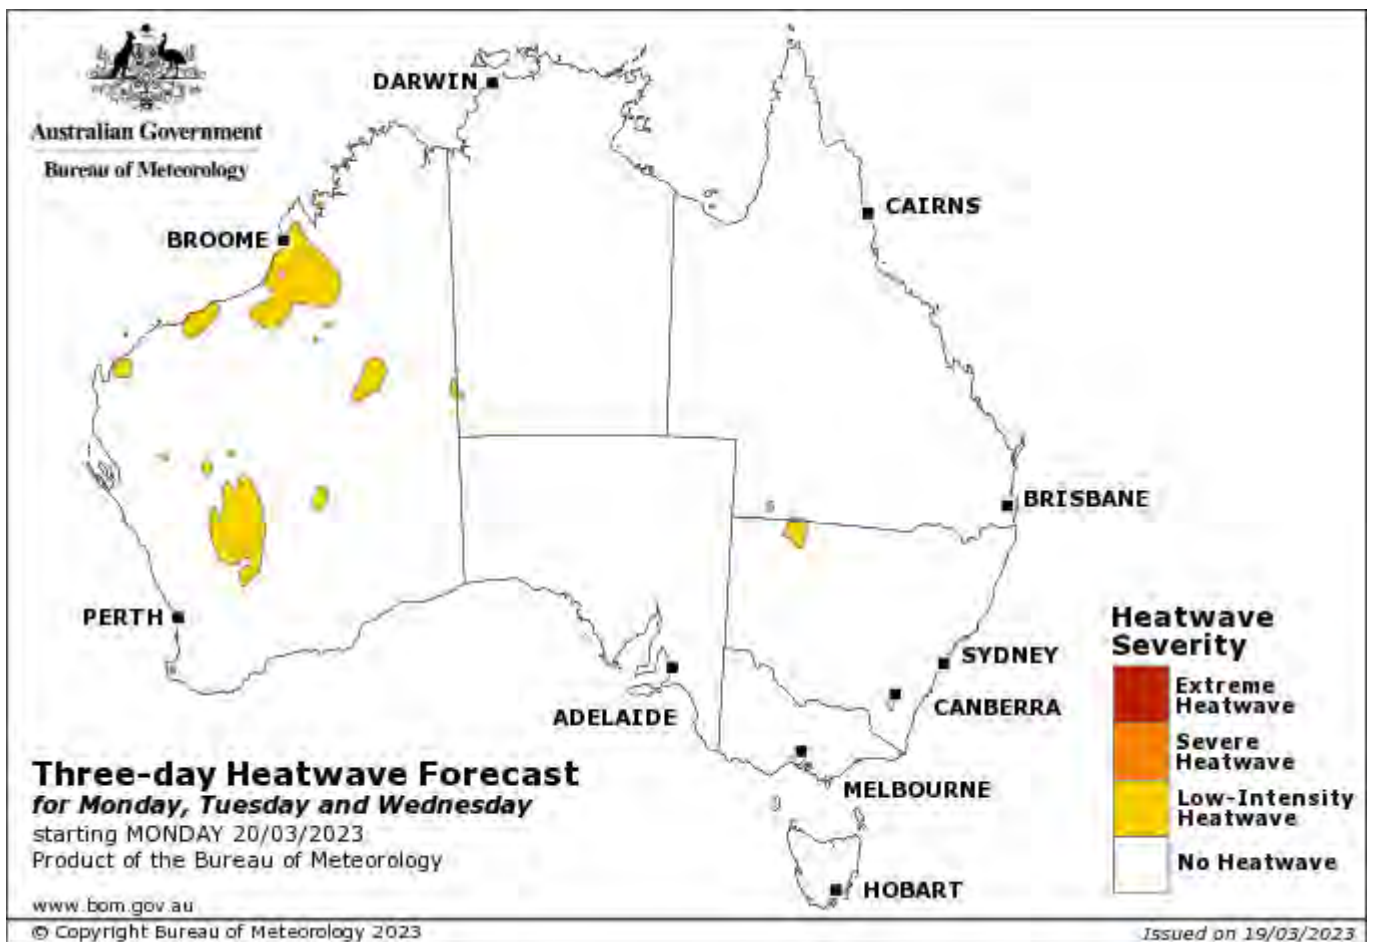 Australian Government
Bureau of Meteorology
DARWIN
CAIRNS
BROOME
BRISBANE
PERTH
SYDNEY
CANBERRA
ADELAIDE
MELBOURNE
HOBART
Heatwave
Severity
Extreme
Heatwave
Severe
Heatwave
Low-Intensity
Heatwave
No Heatwave
Three-day Heatwave Forecast
for Monday, Tuesday and Wednesday
starting MONDAY 20/03/2023
Product of the Bureau of Meteorology
www.bom.gov.au
© Copyright Bureau of Meteorology 2023
Issued on 19/03/2023